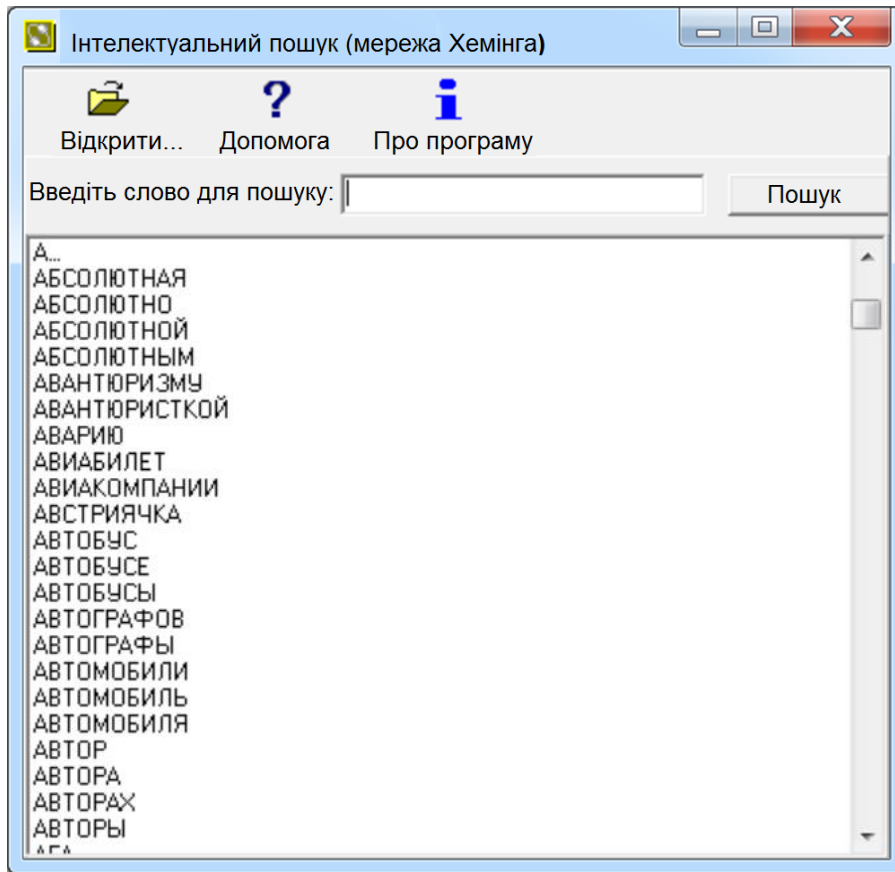 Інтелектуальний пошук (мережа Хемінга)
Відкрити... Допомога Про програму
Введіть слово для пошуку: Пошук
А...
АБСОЛЮТНАЯ
АБСОЛЮТНО
АБСОЛЮТНОЙ
АБСОЛЮТНЫМ
АВАНТЮРИЗМУ
АВАНТЮРИСТКОЙ
АВАРИЮ
АВИАБИЛЕТ
АВИАКОМПАНИИ
АВСТРИЯЧКА
АВТОБУС
АВТОБУСЕ
АВТОБУСЫ
АВТОГРАФОВ
АВТОГРАФЫ
АВТОМОБИЛИ
АВТОМОБИЛЬ
АВТОМОБИЛЯ
АВТОР
АВТОРА
АВТОРАХ
АВТОРЫ